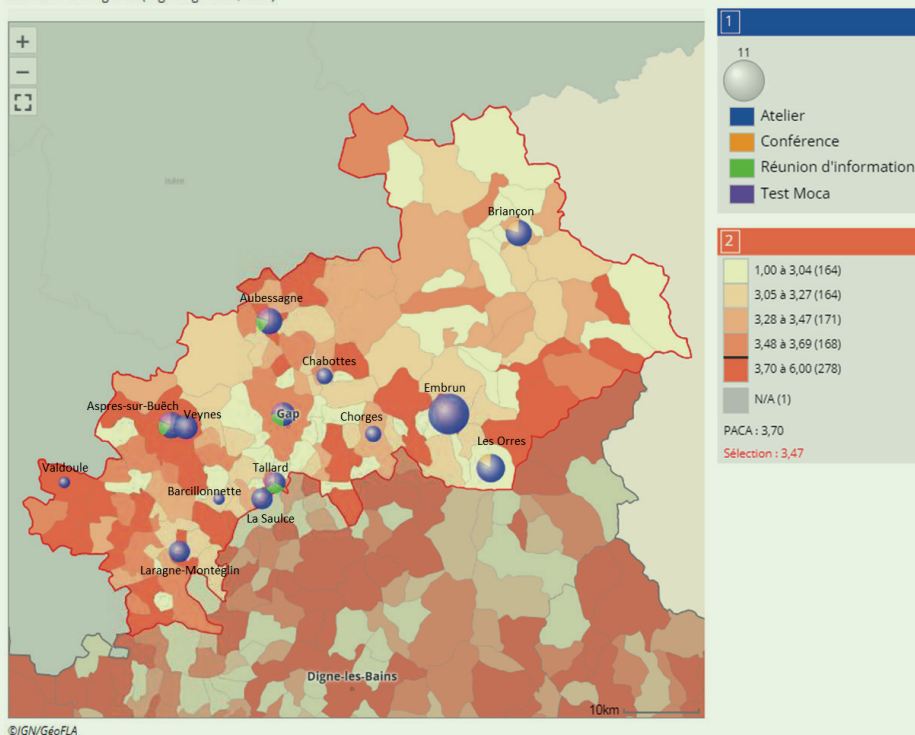 +
−
Isère
Briançon
Aubessagne
Chabottes
Embrun
Aspres-sur-Buëch
Veynes
Gap
Chorges
Les Orres
Valdoule
Tallard
Barcillonnette
La Saulce
Laragne-Montéglin
Digne-les-Bains
10km
©IGN/GéoFLA
1
11
Atelier
Conférence
Réunion d'information
Test Moca
2
1,00 à 3,04 (164)
3,05 à 3,27 (164)
3,28 à 3,47 (171)
3,48 à 3,69 (168)
3,70 à 6,00 (278)
N/A (1)
PACA : 3,70
Sélection : 3,47